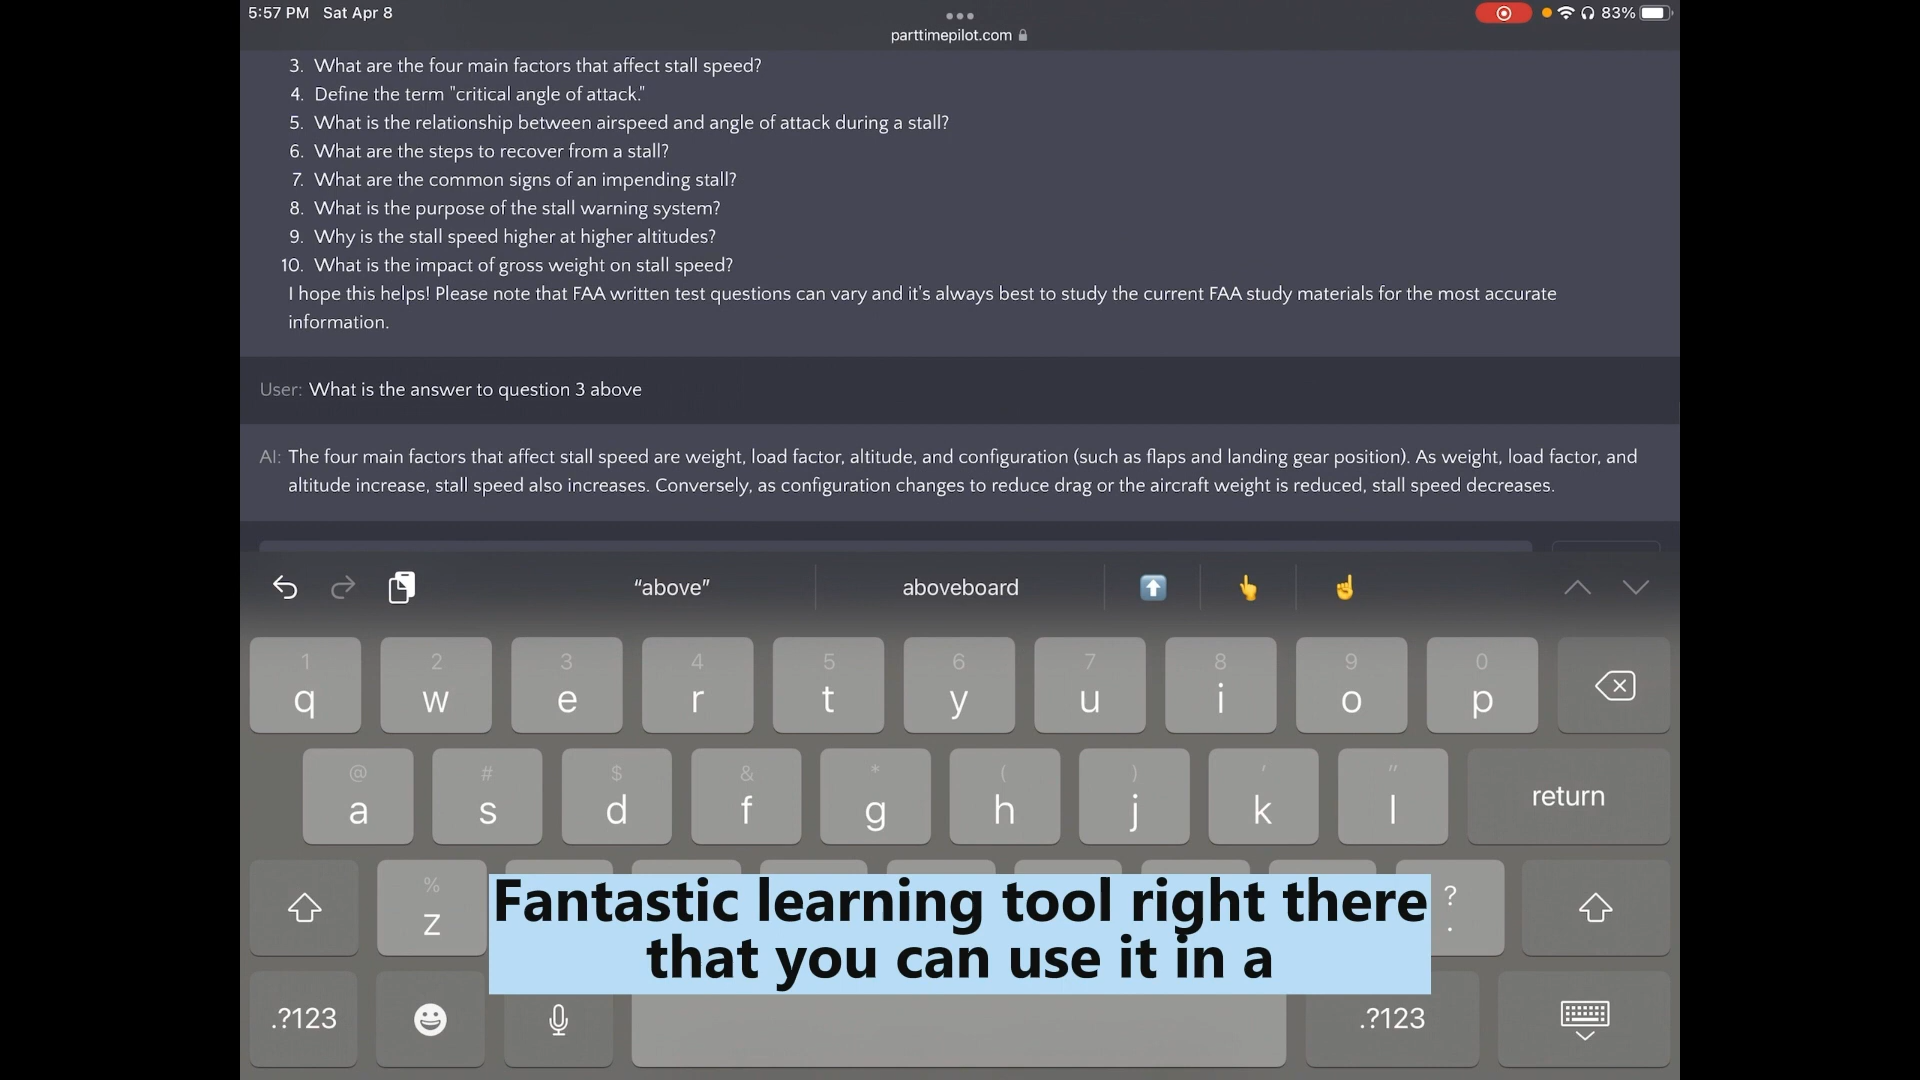 5:57 PM Sat Apr 8
83%
parttimepilot.com
3. What are the four main factors that affect stall speed?
4. Define the term "critical angle of attack."
5. What is the relationship between airspeed and angle of attack during a stall?
6. What are the steps to recover from a stall?
7. What are the common signs of an impending stall?
8. What is the purpose of the stall warning system?
9. Why is the stall speed higher at higher altitudes?
10. What is the impact of gross weight on stall speed?
I hope this helps! Please note that FAA written test questions can vary and it's always best to study the current FAA study materials for the most accurate
information.
User: What is the answer to question 3 above
AI: The four main factors that affect stall speed are weight, load factor, altitude, and configuration (such as flaps and landing gear position). As weight, load factor, and
altitude increase, stall speed also increases. Conversely, as configuration changes to reduce drag or the aircraft weight is reduced, stall speed decreases.
“above” aboveboard
1 2 3 4 5 6 7 8 9 0
q w e r t y u i o p
@ # $ & * ( ) ' "
a s d f g h j k l return
% ?
z .
Fantastic learning tool right there
that you can use it in a
.?123 .?123